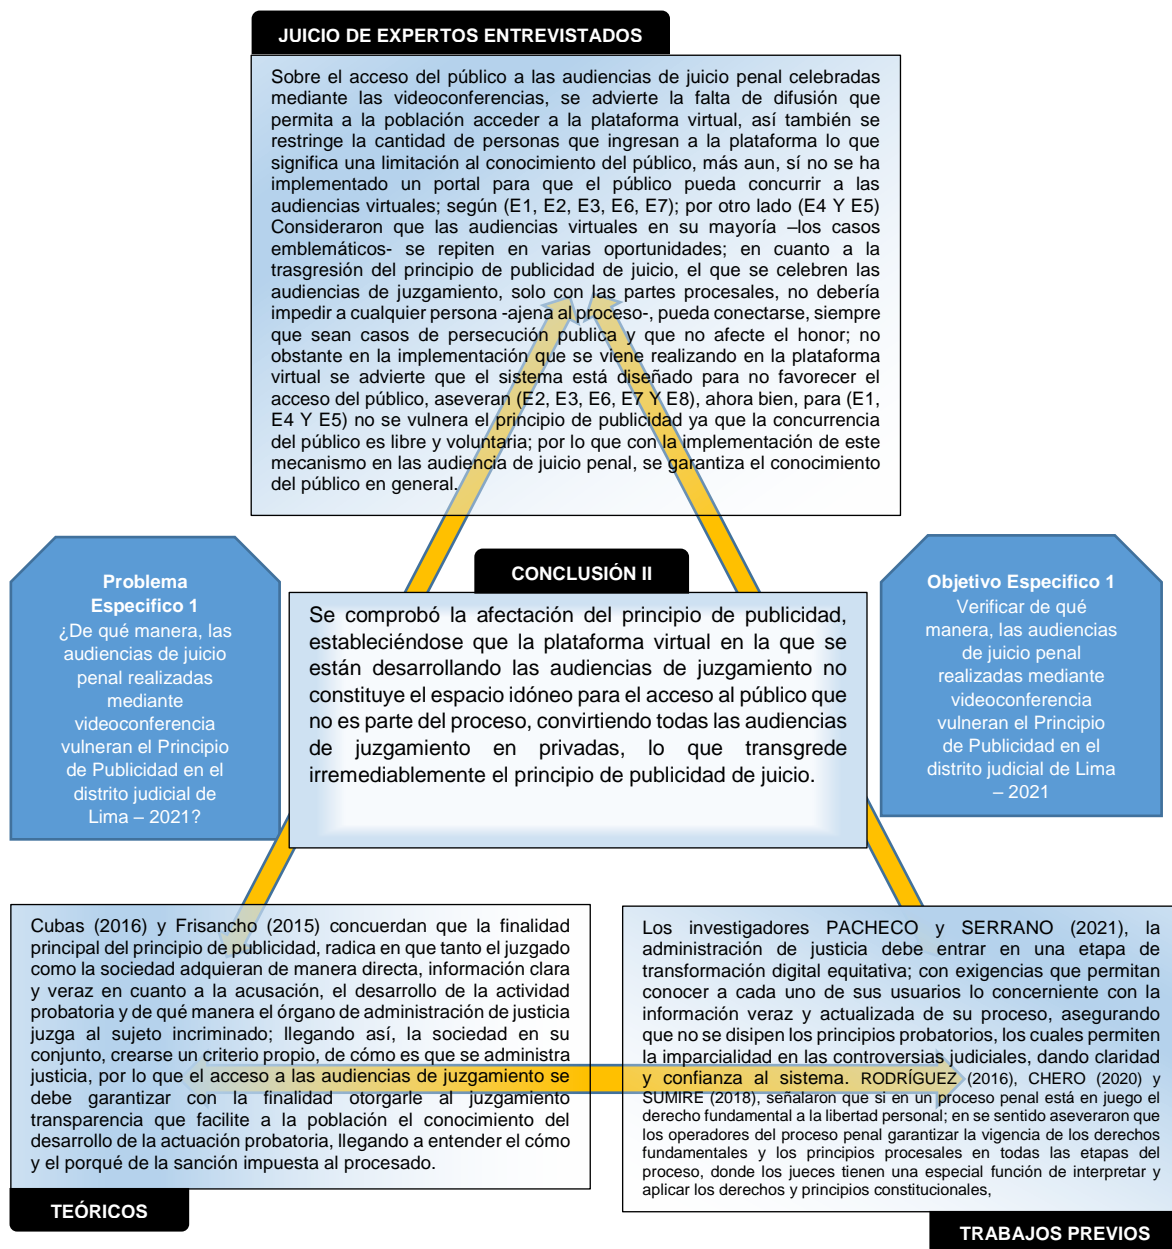 JUICIO DE EXPERTOS ENTREVISTADOS
Sobre el acceso del público a las audiencias de juicio penal celebradas
mediante las videoconferencias, se advierte la falta de difusión que
permita a la población acceder a la plataforma virtual, así también se
restringe la cantidad de personas que ingresan a la plataforma lo que
significa una limitación al conocimiento del público, más aun, sí no se ha
implementado un portal para que el público pueda concurrir a las
audiencias virtuales; según (E1, E2, E3, E6, E7); por otro lado (E4 Y E5)
Consideraron que las audiencias virtuales en su mayoría –los casos
emblemáticos- se repiten en varias oportunidades; en cuanto a la
trasgresión del principio de publicidad de juicio, el que se celebren las
audiencias de juzgamiento, solo con las partes procesales, no debería
impedir a cualquier persona -ajena al proceso-, pueda conectarse, siempre
que sean casos de persecución publica y que no afecte el honor; no
obstante en la implementación que se viene realizando en la plataforma
virtual se advierte que el sistema está diseñado para no favorecer el
acceso del público, aseveran (E2, E3, E6, E7 Y E8), ahora bien, para (E1,
E4 Y E5) no se vulnera el principio de publicidad ya que la concurrencia
del público es libre y voluntaria; por lo que con la implementación de este
mecanismo en las audiencia de juicio penal, se garantiza el conocimiento
del público en general.
Problema
Especifico 1
¿De qué manera, las
audiencias de juicio
penal realizadas
mediante
videoconferencia
vulneran el Principio
de Publicidad en el
distrito judicial de
Lima – 2021?
CONCLUSIÓN II
Se comprobó la afectación del principio de publicidad,
estableciéndose que la plataforma virtual en la que se
están desarrollando las audiencias de juzgamiento no
constituye el espacio idóneo para el acceso al público que
no es parte del proceso, convirtiendo todas las audiencias
de juzgamiento en privadas, lo que transgrede
irremediablemente el principio de publicidad de juicio.
Objetivo Especifico 1
Verificar de qué
manera, las audiencias
de juicio penal
realizadas mediante
videoconferencia
vulneran el Principio
de Publicidad en el
distrito judicial de Lima
– 2021
Cubas (2016) y Frisancho (2015) concuerdan que la finalidad
principal del principio de publicidad, radica en que tanto el juzgado
como la sociedad adquieran de manera directa, información clara
y veraz en cuanto a la acusación, el desarrollo de la actividad
probatoria y de qué manera el órgano de administración de justicia
juzga al sujeto incriminado; llegando así, la sociedad en su
conjunto, crearse un criterio propio, de cómo es que se administra
justicia, por lo que el acceso a las audiencias de juzgamiento se
debe garantizar con la finalidad otorgarle al juzgamiento
transparencia que facilite a la población el conocimiento del
desarrollo de la actuación probatoria, llegando a entender el cómo
y el porqué de la sanción impuesta al procesado.
TEÓRICOS
Los investigadores PACHECO y SERRANO (2021), la
administración de justicia debe entrar en una etapa de
transformación digital equitativa; con exigencias que permitan
conocer a cada uno de sus usuarios lo concerniente con la
información veraz y actualizada de su proceso, asegurando
que no se disipen los principios probatorios, los cuales permiten
la imparcialidad en las controversias judiciales, dando claridad
y confianza al sistema. RODRÍGUEZ (2016), CHERO (2020) y
SUMIRE (2018), señalaron que si en un proceso penal está en juego el
derecho fundamental a la libertad personal; en se sentido aseveraron que
los operadores del proceso penal garantizar la vigencia de los derechos
fundamentales y los principios procesales en todas las etapas del
proceso, donde los jueces tienen una especial función de interpretar y
aplicar los derechos y principios constitucionales,
TRABAJOS PREVIOS